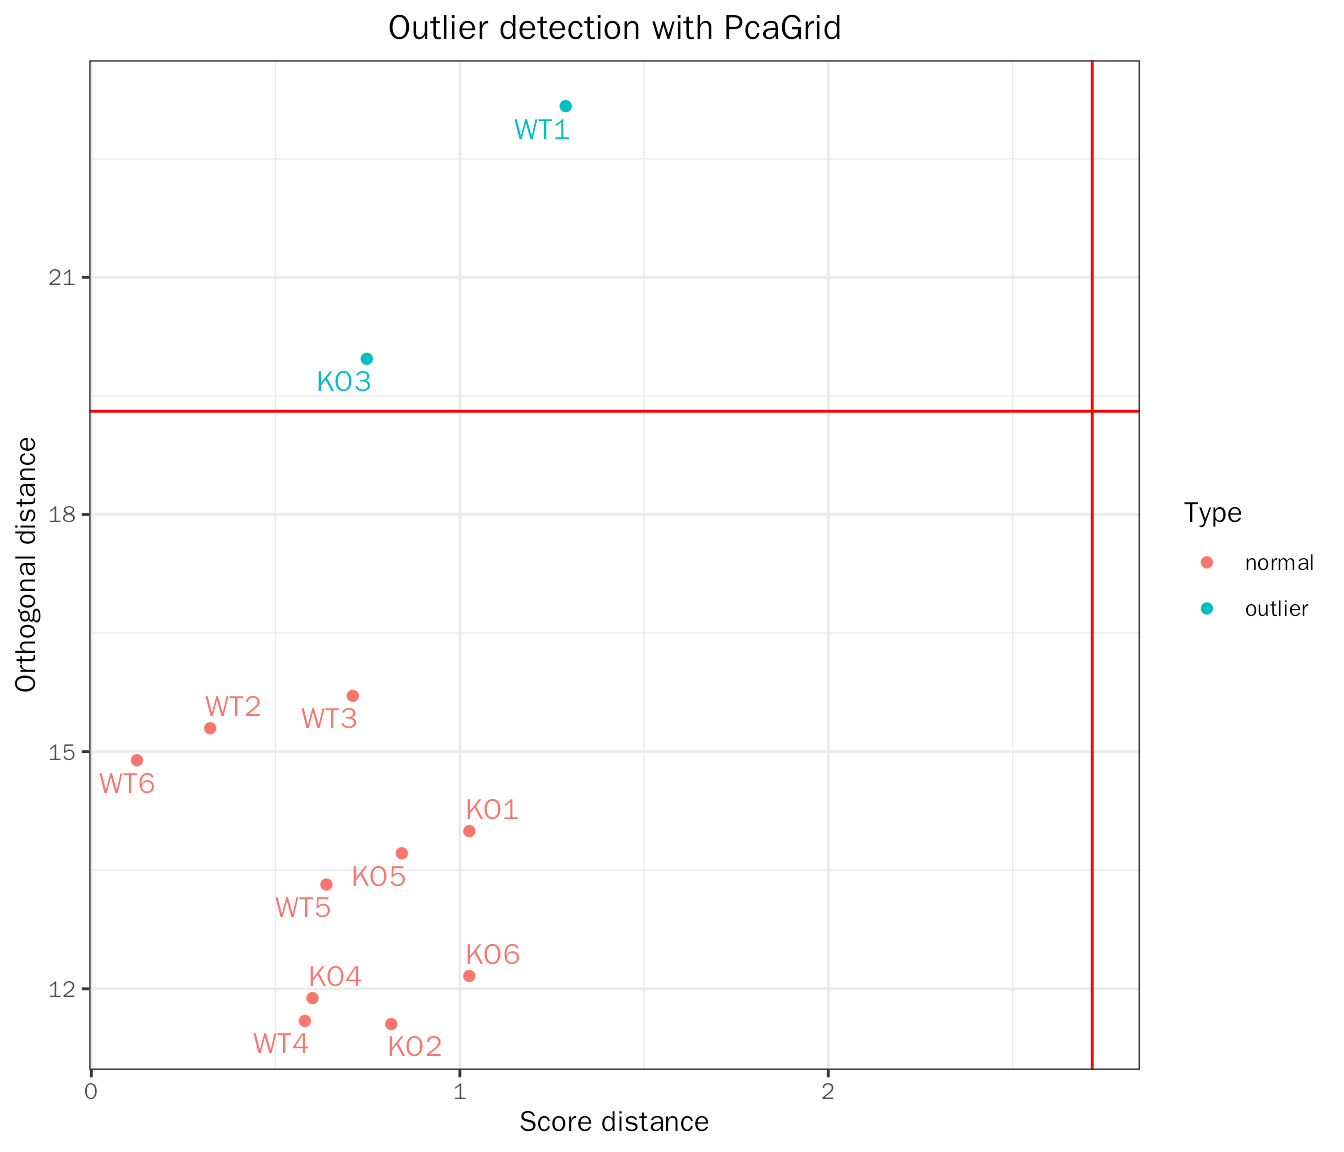 Outlier detection with PcaGrid
WT1
21
KO3
Orthogonal distance
18
Type
normal
outlier
WT2
WT3
15
WT6
KO1
KO5
WT5
KO6
KO4
12
WT4
KO2
0
1
2
Score distance